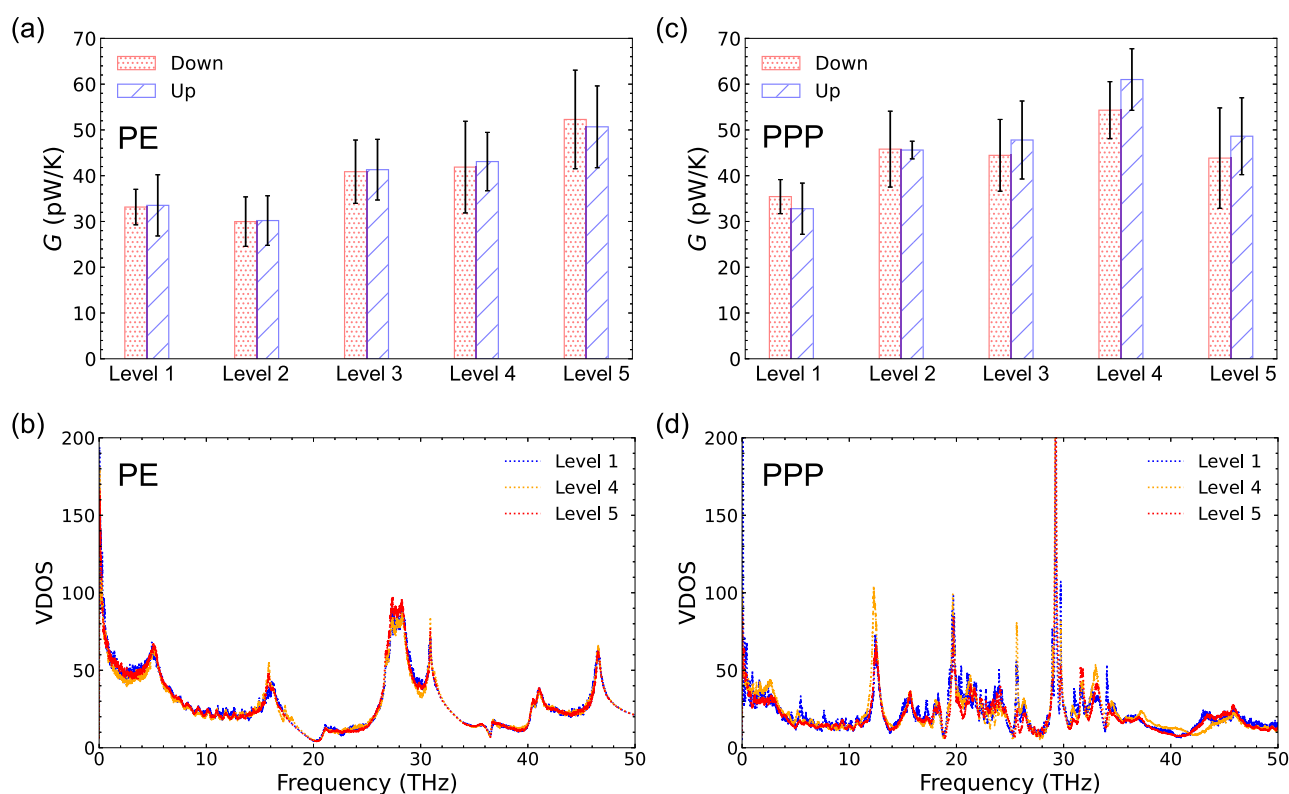 (a)
70
60
50
40
30
20
10
0
G (pW/K)
Down
Up
PE
Level 1 Level 2 Level 3 Level 4 Level 5
(c)
70
60
50
40
30
20
10
0
G (pW/K)
Down
Up
PPP
Level 1 Level 2 Level 3 Level 4 Level 5
(b)
200
150
100
50
0
VDOS
PE
Level 1
Level 4
Level 5
0 10 20 30 40 50
Frequency (THz)
(d)
200
150
100
50
0
VDOS
PPP
Level 1
Level 4
Level 5
0 10 20 30 40 50
Frequency (THz)